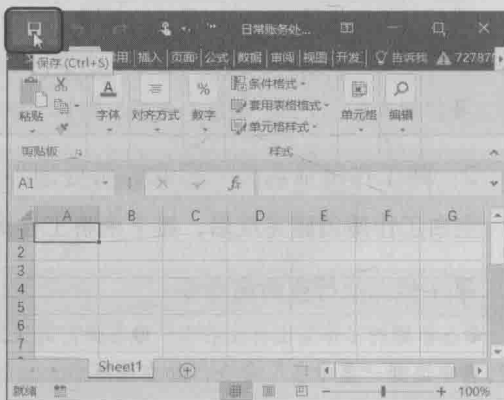 日常账务处...
保存 (Ctrl+S)
用 插入 页面 公式 数据 审阅 视图 开发 告诉我 72787
粘贴
字体
对齐方式
%
数字
条件格式
套用表格格式
单元格样式
单元格
编辑
剪贴板
样式
A1
fx
A B C D E F G
1
2
3
4
5
6
7
Sheet1
就绪
100%